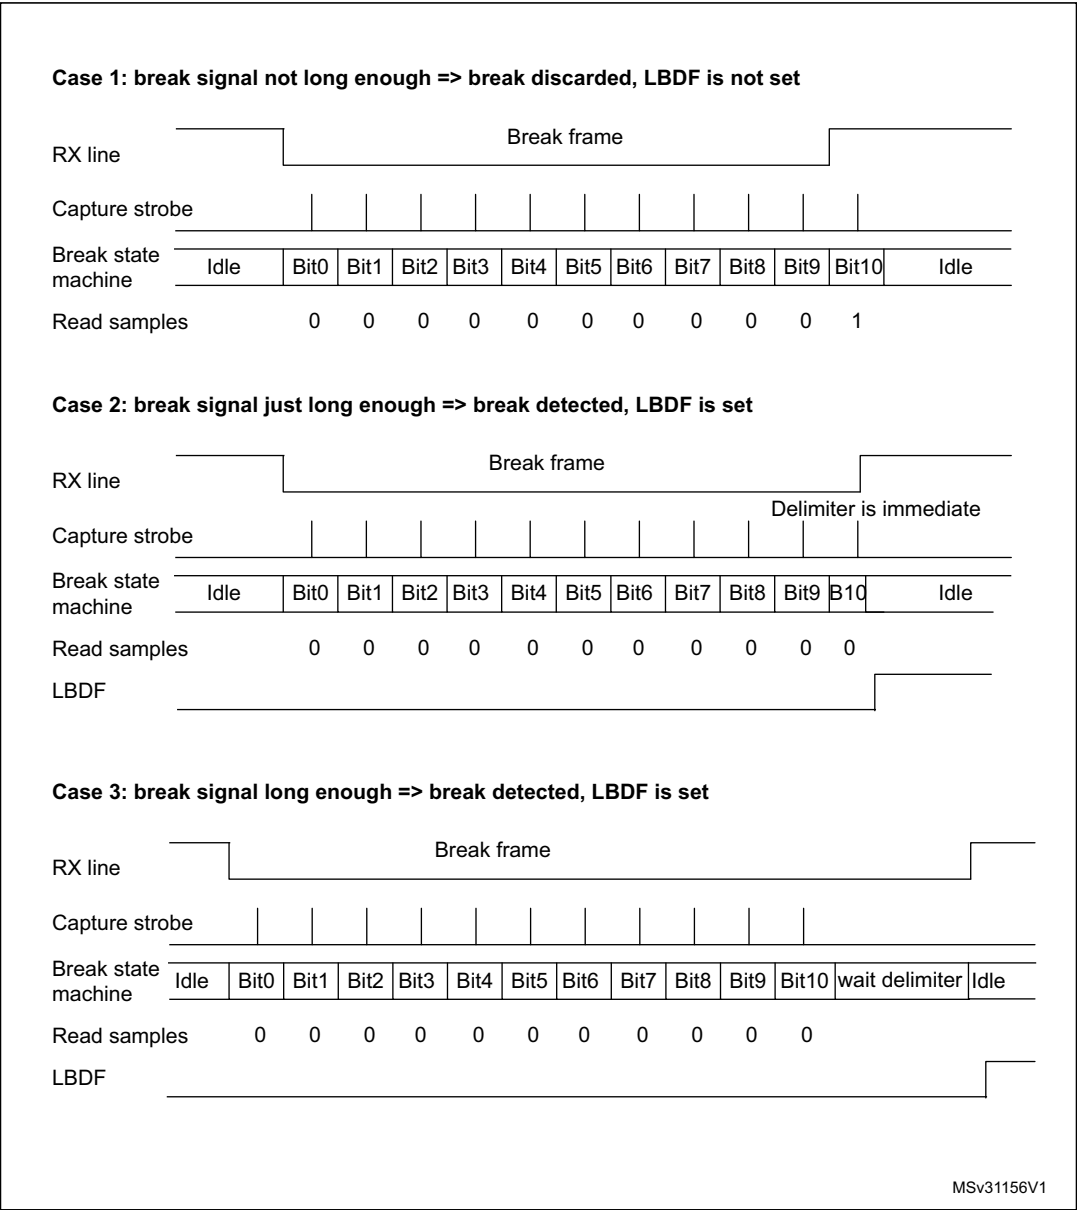 Case 1: break signal not long enough => break discarded, LBDF is not set
Break frame
RX line
Capture strobe
Break state machine Idle Bit0 Bit1 Bit2 Bit3 Bit4 Bit5 Bit6 Bit7 Bit8 Bit9 Bit10 Idle
Read samples 0 0 0 0 0 0 0 0 0 0 1
Case 2: break signal just long enough => break detected, LBDF is set
Break frame
RX line
Delimiter is immediate
Capture strobe
Break state machine Idle Bit0 Bit1 Bit2 Bit3 Bit4 Bit5 Bit6 Bit7 Bit8 Bit9 B10 Idle
Read samples 0 0 0 0 0 0 0 0 0 0 0
LBDF
Case 3: break signal long enough => break detected, LBDF is set
Break frame
RX line
Capture strobe
Break state machine Idle Bit0 Bit1 Bit2 Bit3 Bit4 Bit5 Bit6 Bit7 Bit8 Bit9 Bit10 wait delimiter Idle
Read samples 0 0 0 0 0 0 0 0 0 0 0
LBDF
MSv31156V1